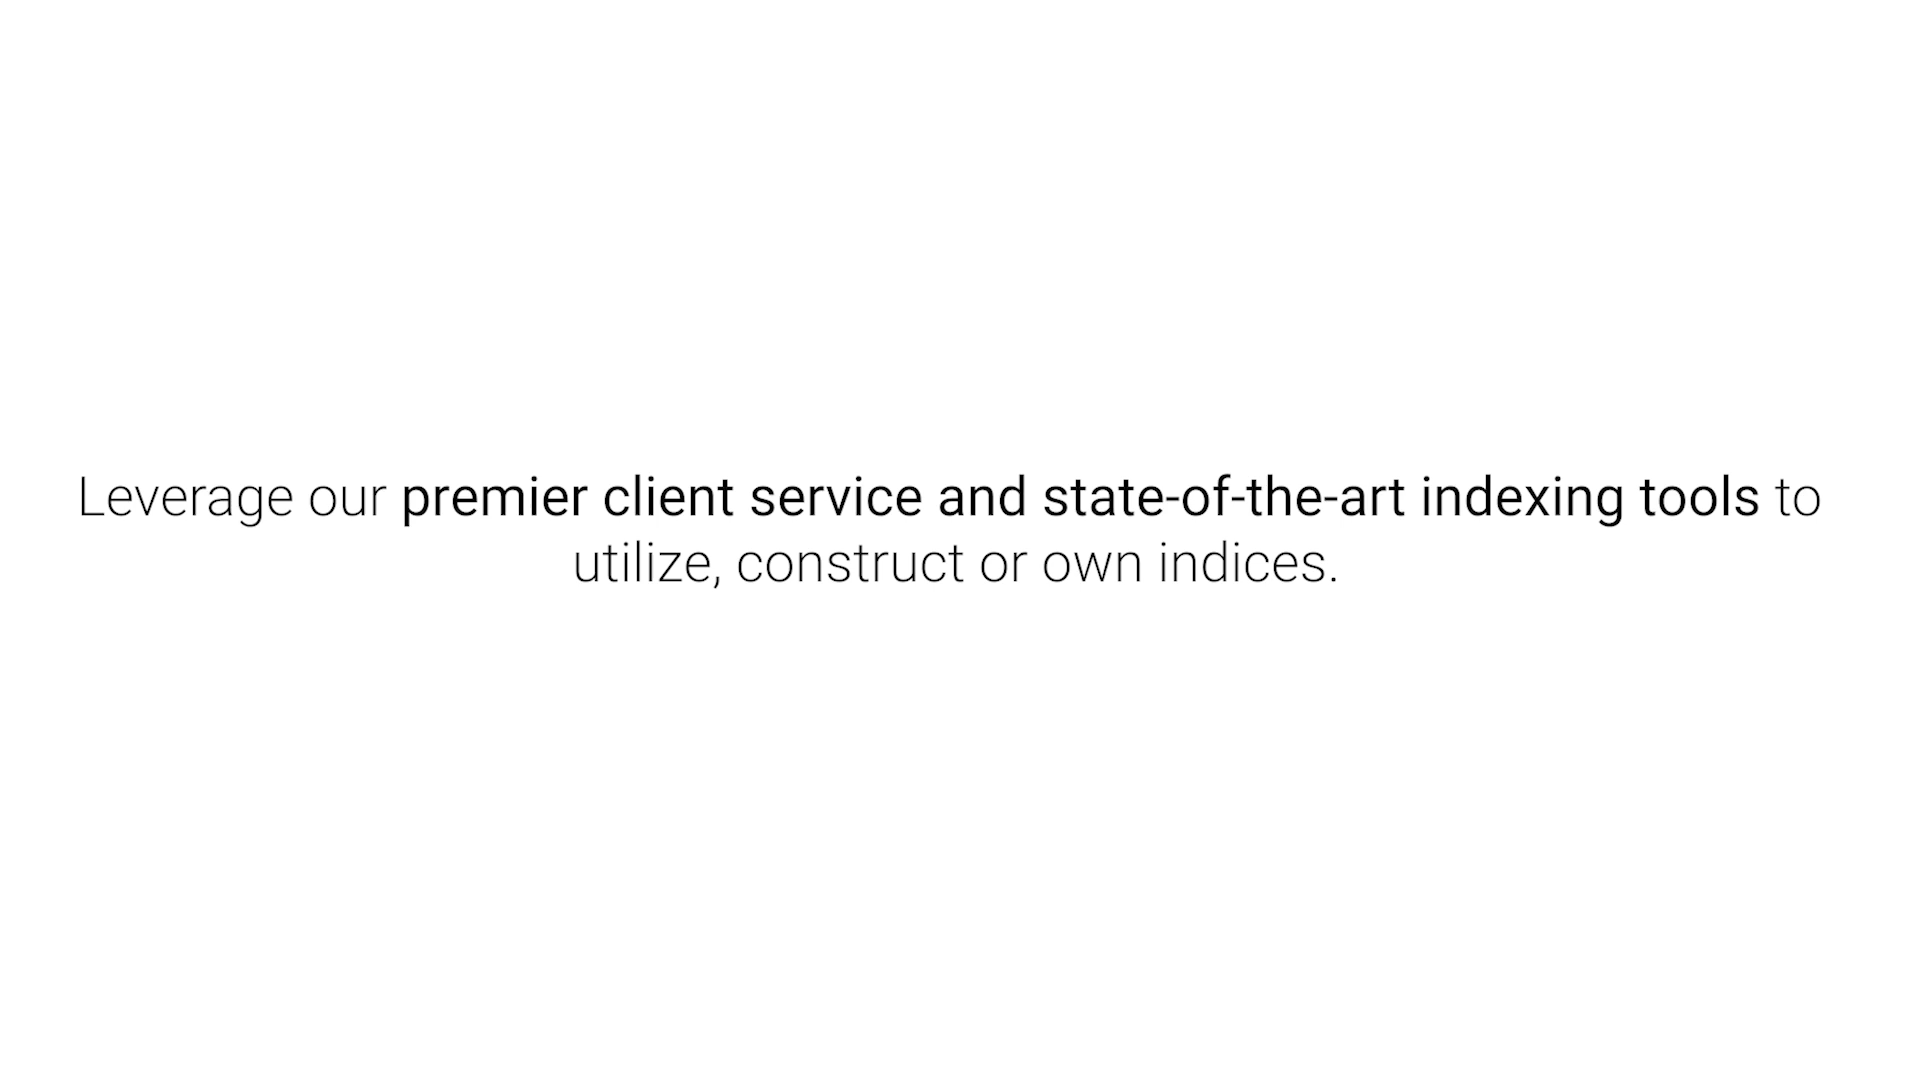 Leverage our premier client service and state-of-the-art indexing tools to
utilize, construct or own indices.